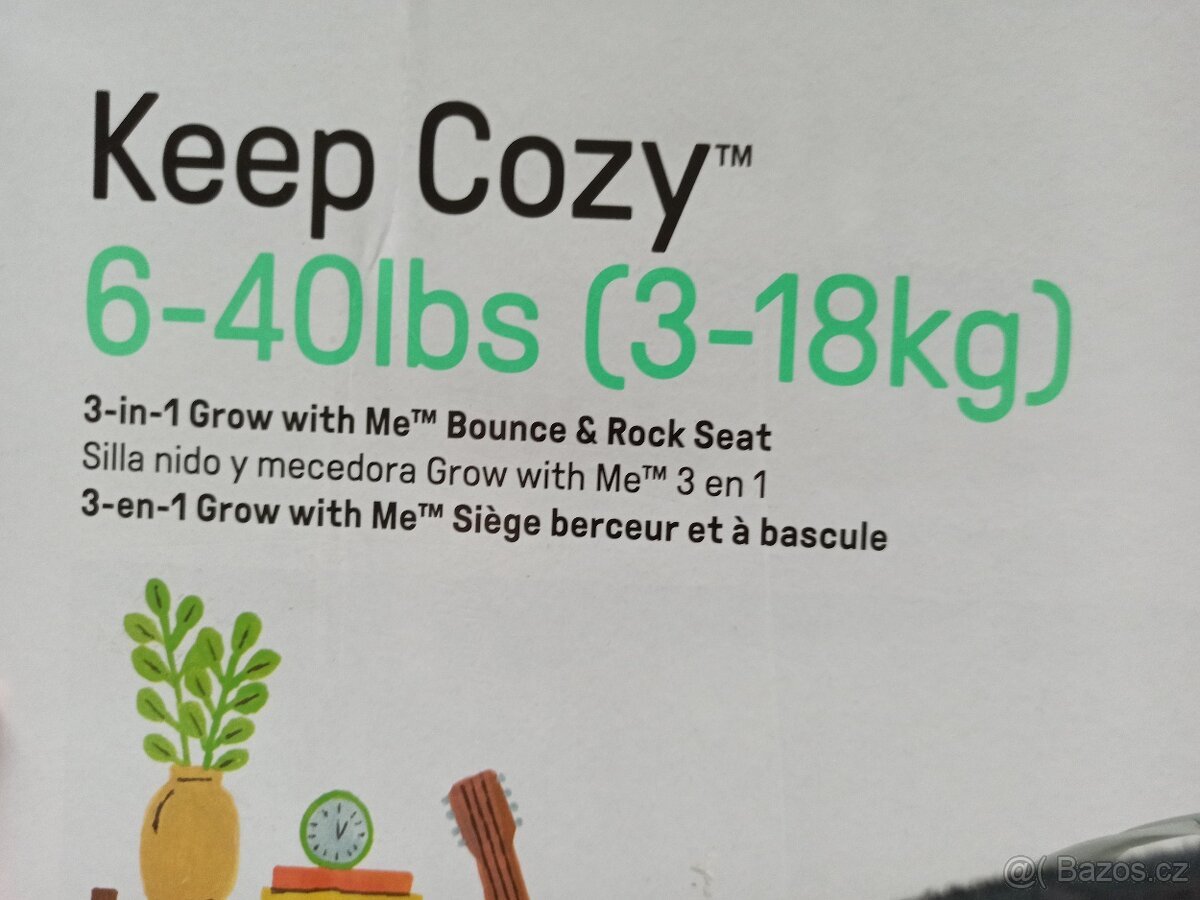 Keep Cozy™
6-40lbs (3-18kg)
3-in-1 Grow with Me™ Bounce & Rock Seat
Silla nido y mecedora Grow with Me™ 3 en 1
3-en-1 Grow with Me™ Siège berceur et à bascule
@( Bazos.cz